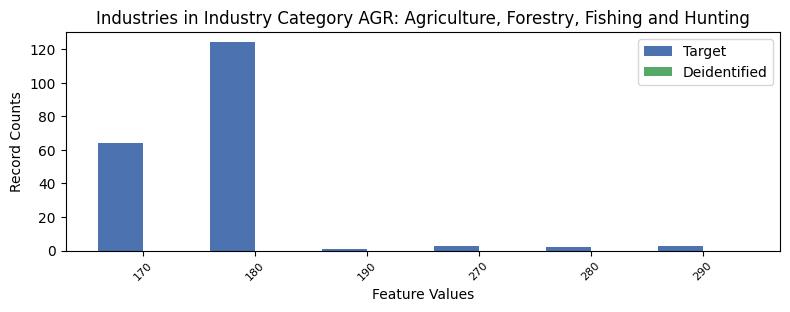 Industries in Industry Category AGR: Agriculture, Forestry, Fishing and Hunting
Target
Deidentified
Record Counts
120
100
80
60
40
20
0
170 180 190 270 280 290
Feature Values